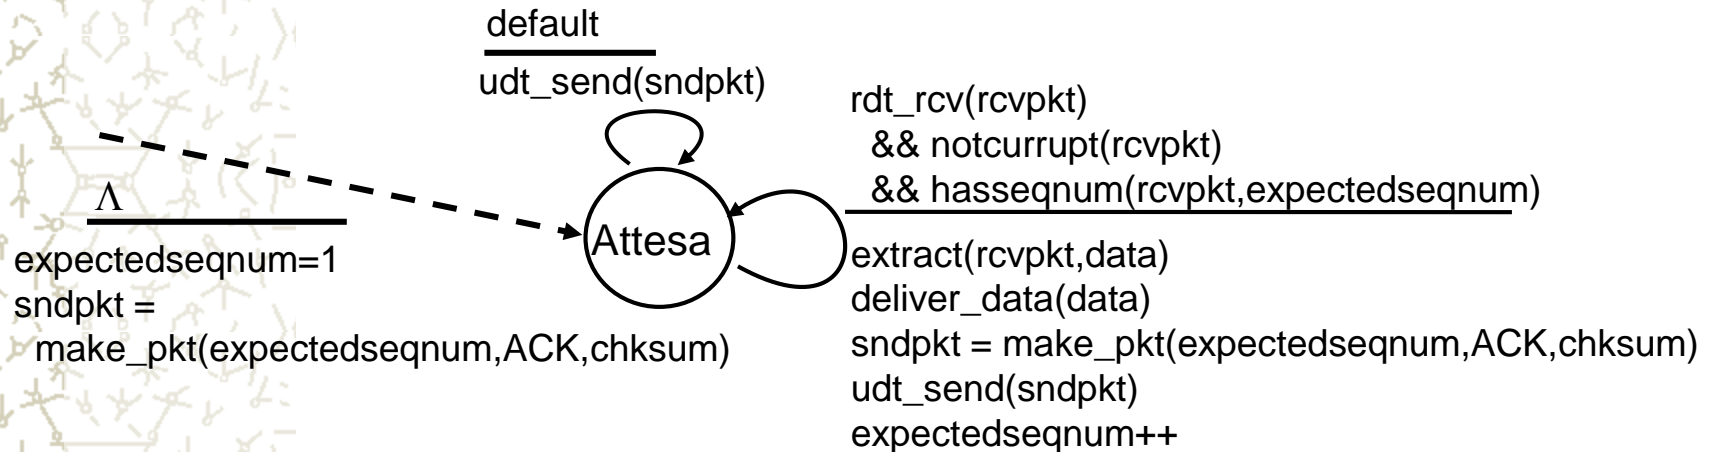 default
udt_send(sndpkt)
rdt_rcv(rcvpkt)
&& notcurrupt(rcvpkt)
&& hasseqnum(rcvpkt,expectedseqnum)
Λ
expectedseqnum=1
sndpkt =
make_pkt(expectedseqnum,ACK,chksum)
Attesa
extract(rcvpkt,data)
deliver_data(data)
sndpkt = make_pkt(expectedseqnum,ACK,chksum)
udt_send(sndpkt)
expectedseqnum++